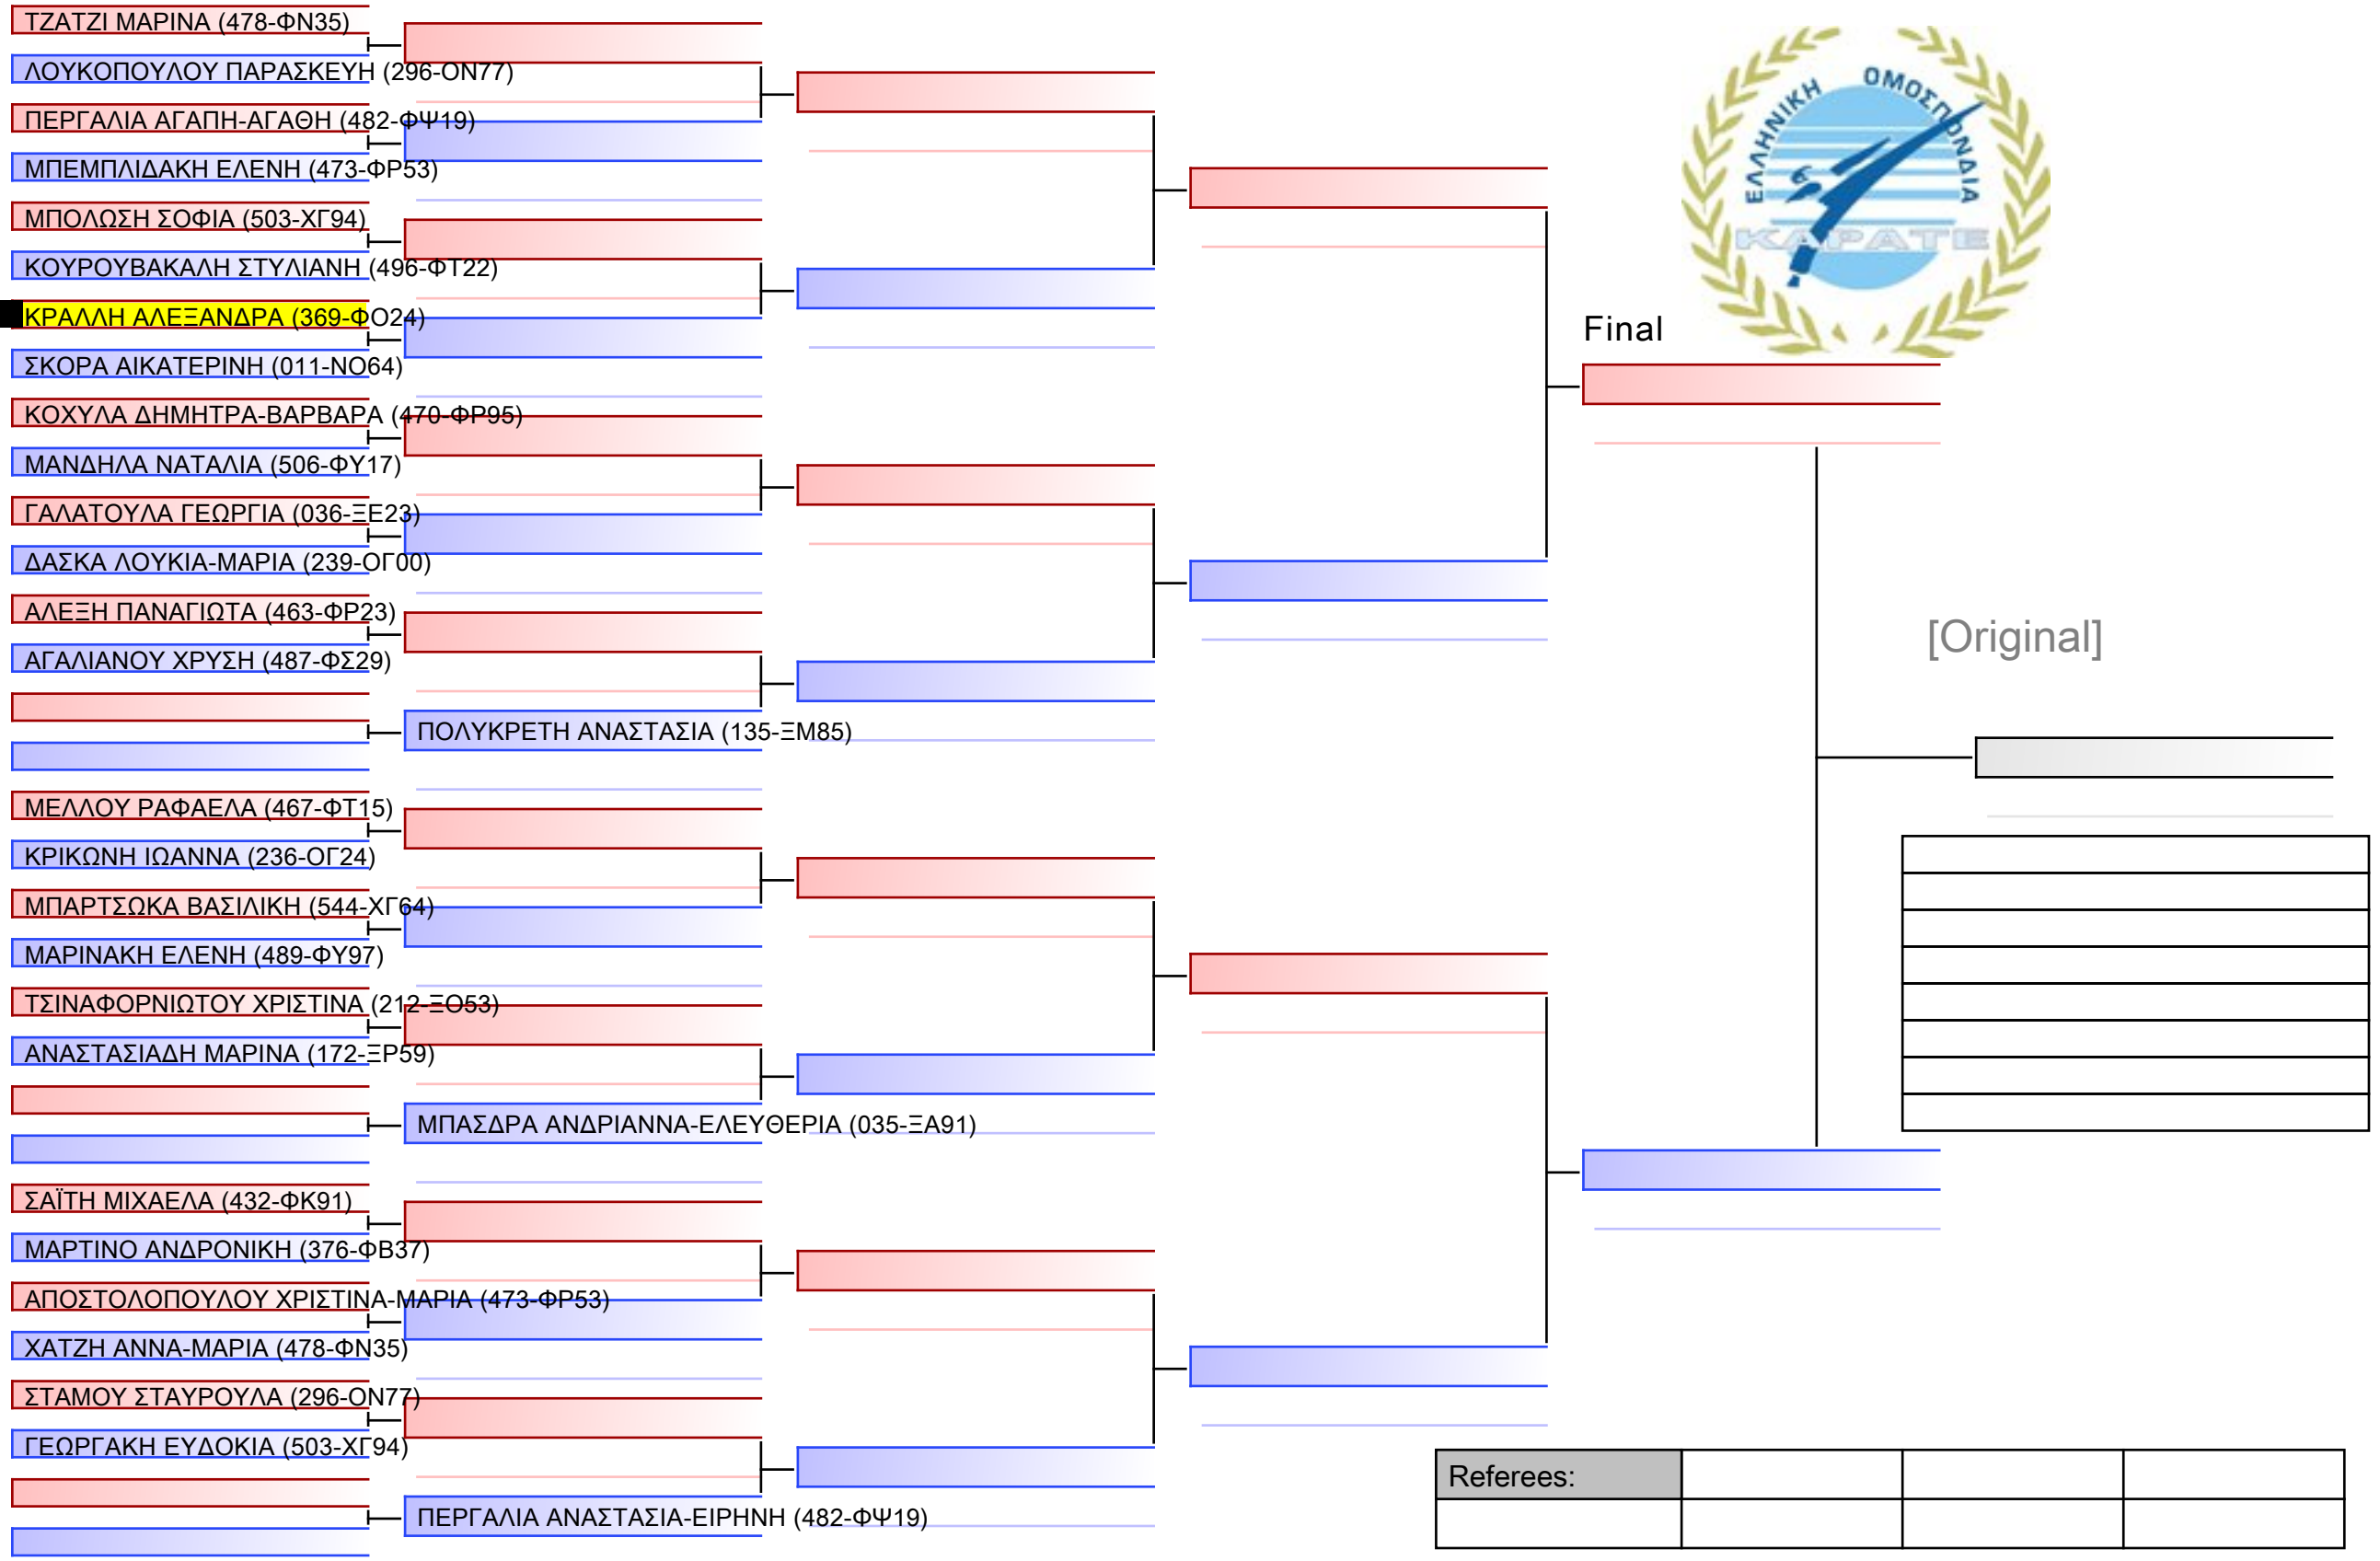 ΤΖΑΤΖΙ ΜΑΡΙΝΑ (478-ΦΝ35)
ΛΟΥΚΟΠΟΥΛΟΥ ΠΑΡΑΣΚΕΥΗ (296-ΟΝ77)
ΠΕΡΓΑΛΙΑ ΑΓΑΠΗ-ΑΓΑΘΗ (482-ΦΨ19)
ΜΠΕΜΠΛΙΔΑΚΗ ΕΛΕΝΗ (473-ΦΡ53)
ΜΠΟΛΩΣΗ ΣΟΦΙΑ (503-ΧΓ94)
ΚΟΥΡΟΥΒΑΚΑΛΗ ΣΤΥΛΙΑΝΗ (496-ΦΤ22)
ΚΡΑΛΛΗ ΑΛΕΞΑΝΔΡΑ (369-ΦΟ24)
ΣΚΟΡΑ ΑΙΚΑΤΕΡΙΝΗ (011-ΝΟ64)
ΚΟΧΥΛΑ ΔΗΜΗΤΡΑ-ΒΑΡΒΑΡΑ (470-ΦΡ95)
ΜΑΝΔΗΛΑ ΝΑΤΑΛΙΑ (506-ΦΥ17)
ΓΑΛΑΤΟΥΛΑ ΓΕΩΡΓΙΑ (036-ΞΕ23)
ΔΑΣΚΑ ΛΟΥΚΙΑ-ΜΑΡΙΑ (239-ΟΓ00)
ΑΛΕΞΗ ΠΑΝΑΓΙΩΤΑ (463-ΦΡ23)
ΑΓΑΛΙΑΝΟΥ ΧΡΥΣΗ (487-ΦΣ29)
ΠΟΛΥΚΡΕΤΗ ΑΝΑΣΤΑΣΙΑ (135-ΞΜ85)
ΜΕΛΛΟΥ ΡΑΦΑΕΛΑ (467-ΦΤ15)
ΚΡΙΚΩΝΗ ΙΩΑΝΝΑ (236-ΟΓ24)
ΜΠΑΡΤΣΩΚΑ ΒΑΣΙΛΙΚΗ (544-ΧΓ64)
ΜΑΡΙΝΑΚΗ ΕΛΕΝΗ (489-ΦΥ97)
ΤΣΙΝΑΦΟΡΝΙΩΤΟΥ ΧΡΙΣΤΙΝΑ (212-ΞΟ53)
ΑΝΑΣΤΑΣΙΑΔΗ ΜΑΡΙΝΑ (172-ΞΡ59)
ΜΠΑΣΔΡΑ ΑΝΔΡΙΑΝΝΑ-ΕΛΕΥΘΕΡΙΑ (035-ΞΑ91)
ΣΑΪΤΗ ΜΙΧΑΕΛΑ (432-ΦΚ91)
ΜΑΡΤΙΝΟ ΑΝΔΡΟΝΙΚΗ (376-ΦΒ37)
ΑΠΟΣΤΟΛΟΠΟΥΛΟΥ ΧΡΙΣΤΙΝΑ-ΜΑΡΙΑ (473-ΦΡ53)
ΧΑΤΖΗ ΑΝΝΑ-ΜΑΡΙΑ (478-ΦΝ35)
ΣΤΑΜΟΥ ΣΤΑΥΡΟΥΛΑ (296-ΟΝ77)
ΓΕΩΡΓΑΚΗ ΕΥΔΟΚΙΑ (503-ΧΓ94)
ΠΕΡΓΑΛΙΑ ΑΝΑΣΤΑΣΙΑ-ΕΙΡΗΝΗ (482-ΦΨ19)
ΕΛΛΗΝΙΚΗ ΟΜΟΣΠΟΝΔΙΑ
ΚΑΡΑΤΕ
Final
[Original]
Referees: